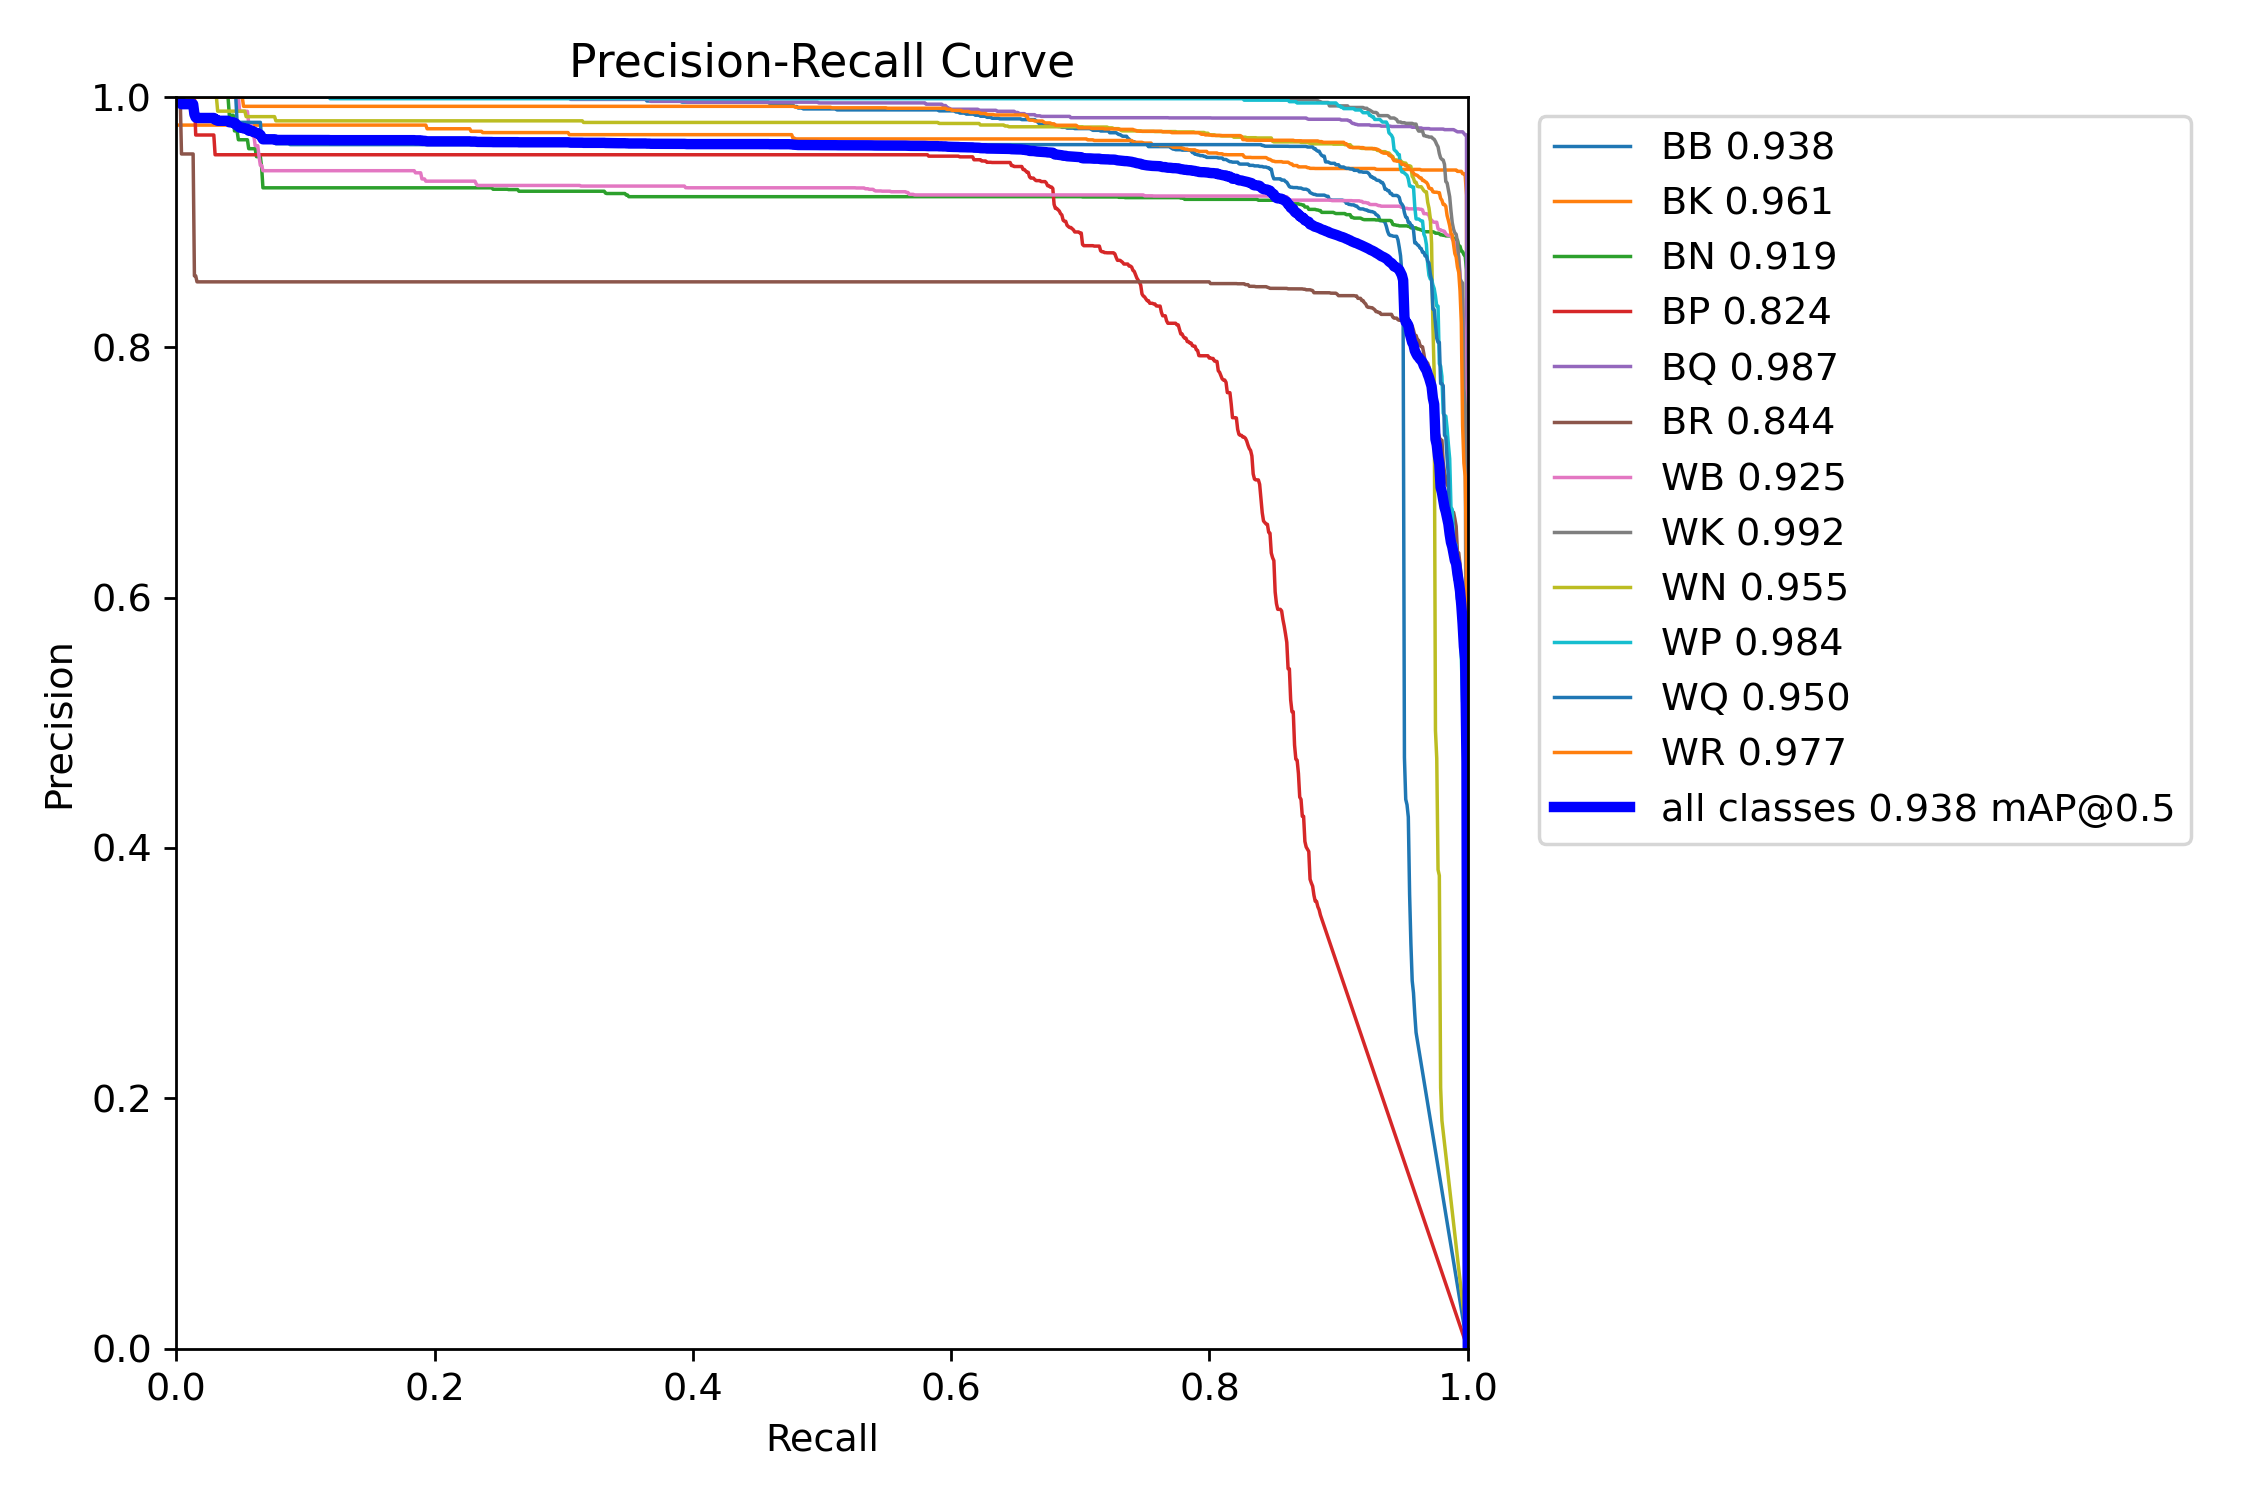 Precision-Recall Curve
1.0
0.8
0.6
0.4
0.2
0.0
Precision
0.0 0.2 0.4 0.6 0.8 1.0
Recall
BB 0.938
BK 0.961
BN 0.919
BP 0.824
BQ 0.987
BR 0.844
WB 0.925
WK 0.992
WN 0.955
WP 0.984
WQ 0.950
WR 0.977
all classes 0.938 mAP@0.5